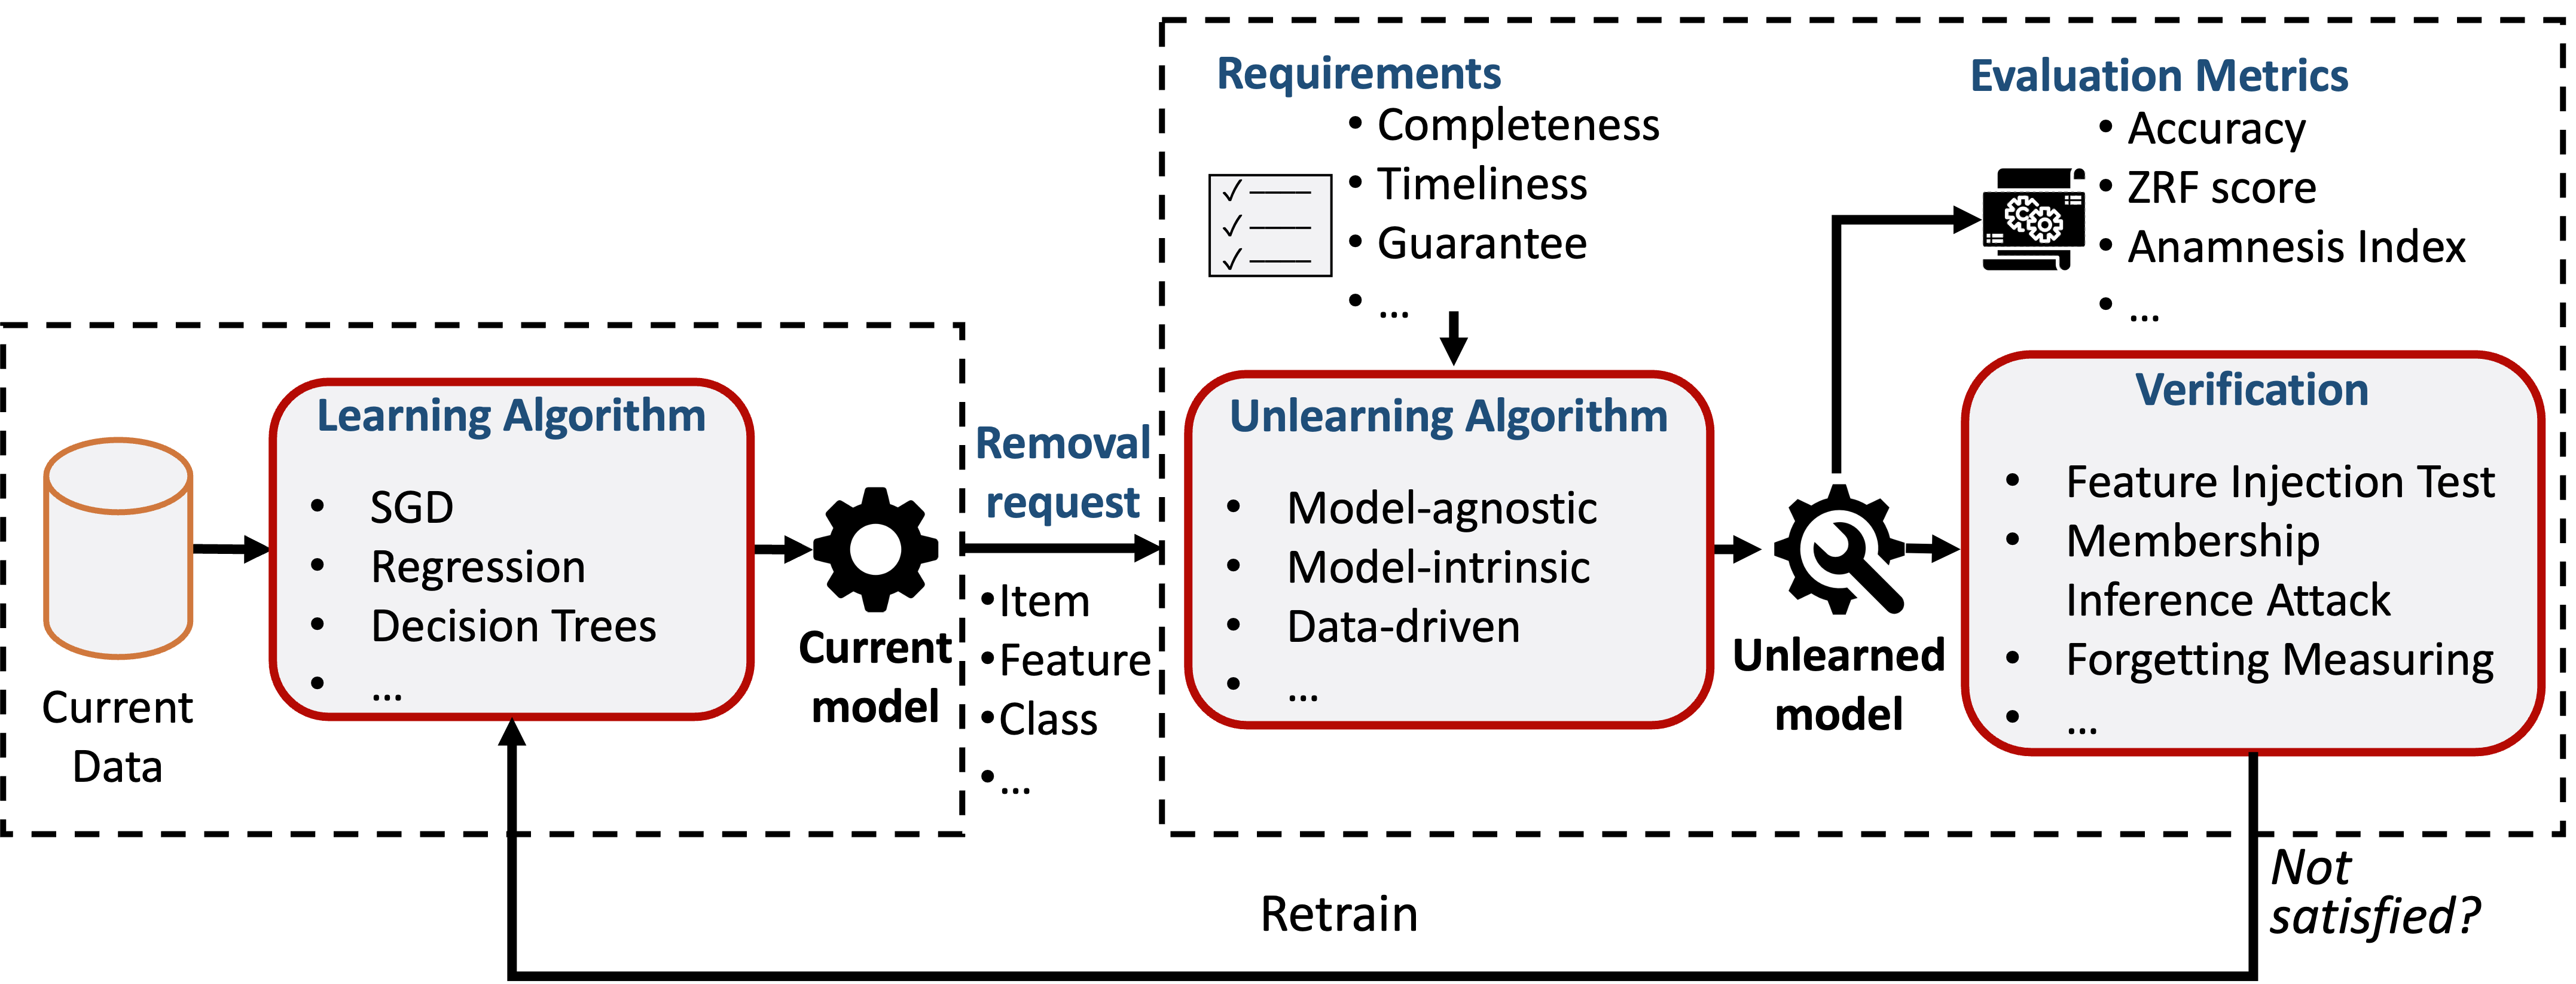 Requirements
• Completeness
• Timeliness
• Guarantee
• ...
Evaluation Metrics
• Accuracy
• ZRF score
• Anamnesis Index
• ...
Current
Data
Learning Algorithm
• SGD
• Regression
• Decision Trees
• ...
Current
model
Removal
request
•Item
•Feature
•Class
•...
Unlearning Algorithm
• Model-agnostic
• Model-intrinsic
• Data-driven
• ...
Unlearned
model
Verification
• Feature Injection Test
• Membership
Inference Attack
• Forgetting Measuring
• ...
Not
satisfied?
Retrain